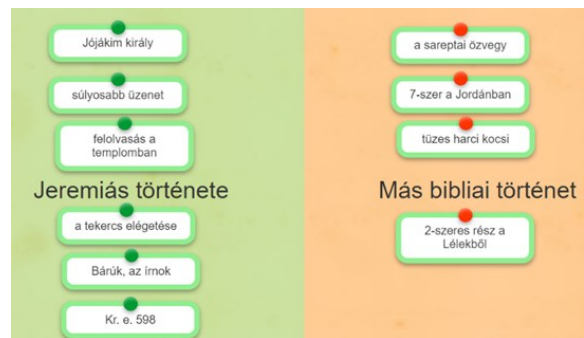 Jójákim király
súlyosabb üzenet
felolvasás a
templomban
Jeremiás története
a tekercs elégetése
Bárúk, az írnok
Kr. e. 598
a sareptai özvegy
7-szer a Jordánban
tüzes harci kocsi
Más bibliai történet
2-szeres rész a
Lélekből